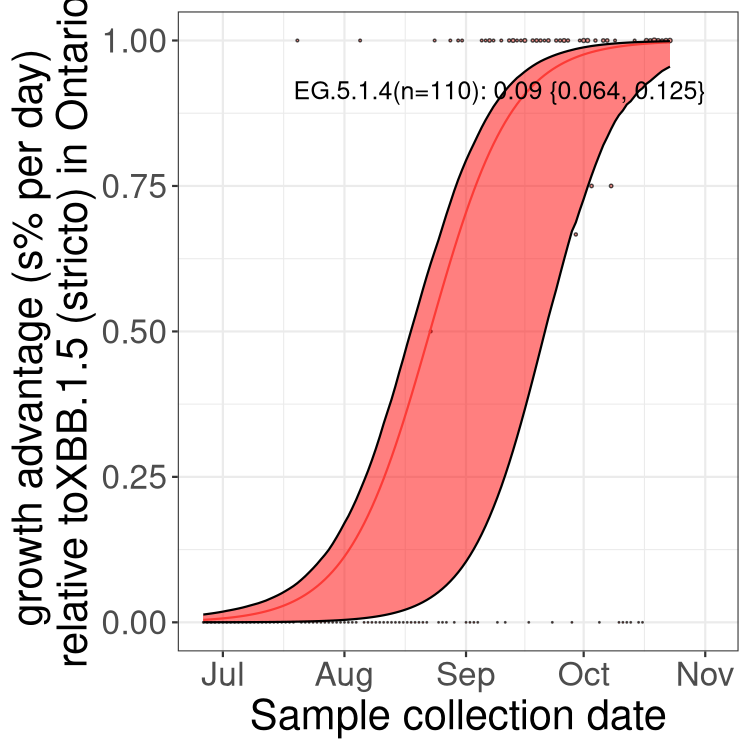 growth advantage (s% per day)
relative toXBB.1.5 (stricto) in Ontario
1.00
0.75
0.50
0.25
0.00
EG.5.1.4(n=110): 0.09 {0.064, 0.125}
Jul Aug Sep Oct Nov
Sample collection date